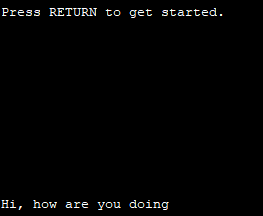 Press RETURN to get started.
Hi, how are you doing